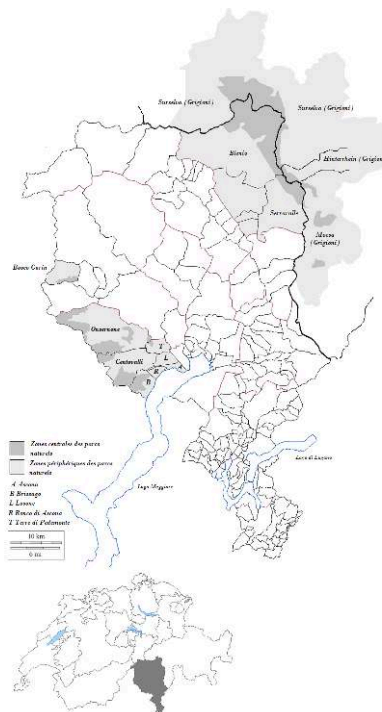 Surselva (Grigioni)
Surselva (Grigioni)
Blenio
Hinterrhein (Grigioni)
Serravalle
Moesa
(Grigioni)
Bosco Gurin
Onsernone
T
Centovalli
L
A
R
B
Zones centrales des parcs
naturels
Zones périphériques des parcs
naturels
A Ascona
B Brissago
L Losone
R Ronco di Ascona
T Terre di Pedemonte
Lago Maggiore
Lago di Lugano
10 km
6 mi